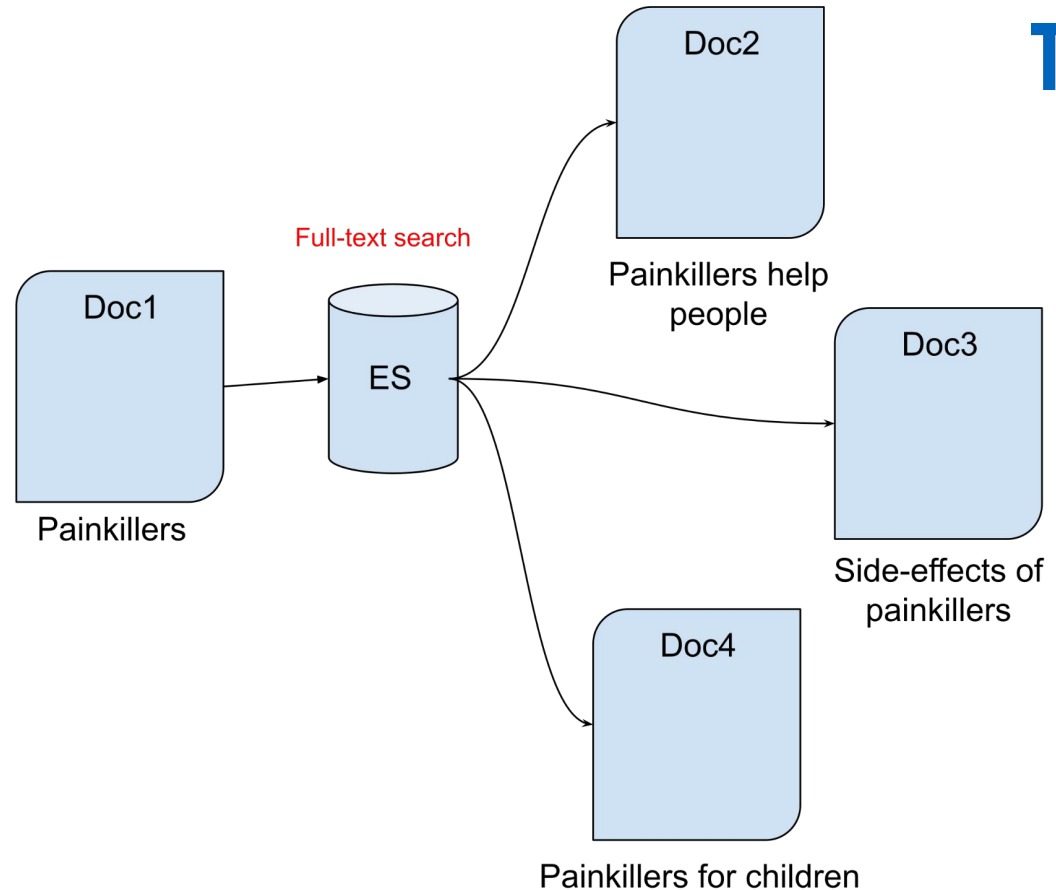 Doc2
T
Full-text search
Painkillers help
people
Doc1
ES
Doc3
Painkillers
Side-effects of
painkillers
Doc4
Painkillers for children